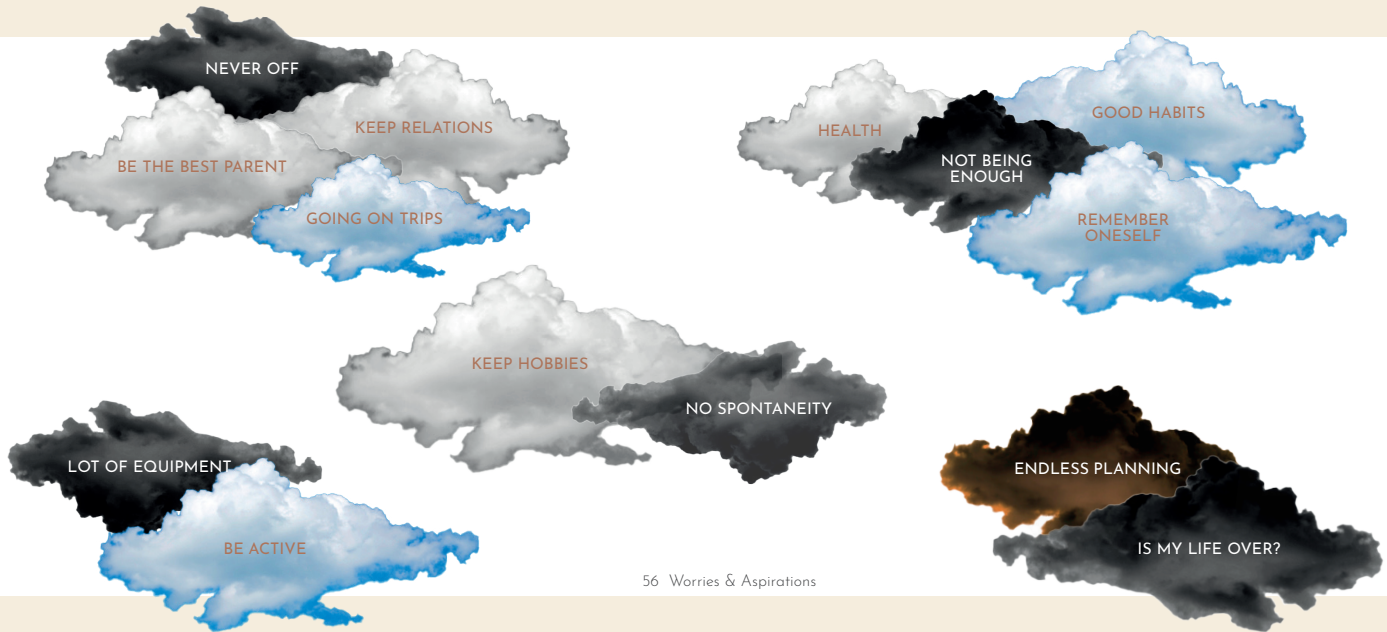 NEVER OFF
KEEP RELATIONS
BE THE BEST PARENT
GOING ON TRIPS
HEALTH
GOOD HABITS
NOT BEING
ENOUGH
REMEMBER
ONESELF
KEEP HOBBIES
NO SPONTANEITY
LOT OF EQUIPMENT
BE ACTIVE
ENDLESS PLANNING
IS MY LIFE OVER?
56 Worries & Aspirations